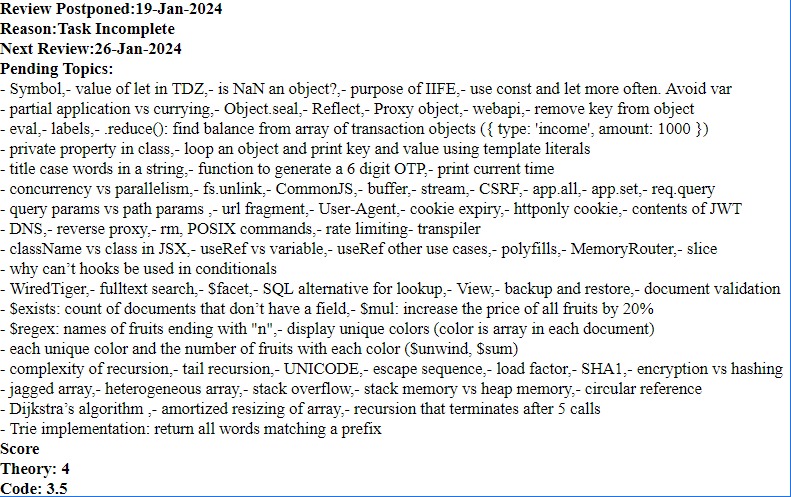 Review Postponed:19-Jan-2024
Reason:Task Incomplete
Next Review:26-Jan-2024
Pending Topics:
- Symbol,- value of let in TDZ,- is NaN an object?,- purpose of IIFE,- use const and let more often. Avoid var
- partial application vs currying,- Object.seal,- Reflect,- Proxy object,- webapi,- remove key from object
- eval,- labels,- .reduce(): find balance from array of transaction objects ({ type: 'income', amount: 1000 })
- private property in class,- loop an object and print key and value using template literals
- title case words in a string,- function to generate a 6 digit OTP,- print current time
- concurrency vs parallelism,- fs.unlink,- CommonJS,- buffer,- stream,- CSRF,- app.all,- app.set,- req.query
- query params vs path params ,- url fragment,- User-Agent,- cookie expiry,- httponly cookie,- contents of JWT
- DNS,- reverse proxy,- rm, POSIX commands,- rate limiting- transpiler
- className vs class in JSX,- useRef vs variable,- useRef other use cases,- polyfills,- MemoryRouter,- slice
- why can’t hooks be used in conditionals
- WiredTiger,- fulltext search,- $facet,- SQL alternative for lookup,- View,- backup and restore,- document validation
- $exists: count of documents that don’t have a field,- $mul: increase the price of all fruits by 20%
- $regex: names of fruits ending with "n",- display unique colors (color is array in each document)
- each unique color and the number of fruits with each color ($unwind, $sum)
- complexity of recursion,- tail recursion,- UNICODE,- escape sequence,- load factor,- SHA1,- encryption vs hashing
- jagged array,- heterogeneous array,- stack overflow,- stack memory vs heap memory,- circular reference
- Dijkstra’s algorithm ,- amortized resizing of array,- recursion that terminates after 5 calls
- Trie implementation: return all words matching a prefix
Score
Theory: 4
Code: 3.5